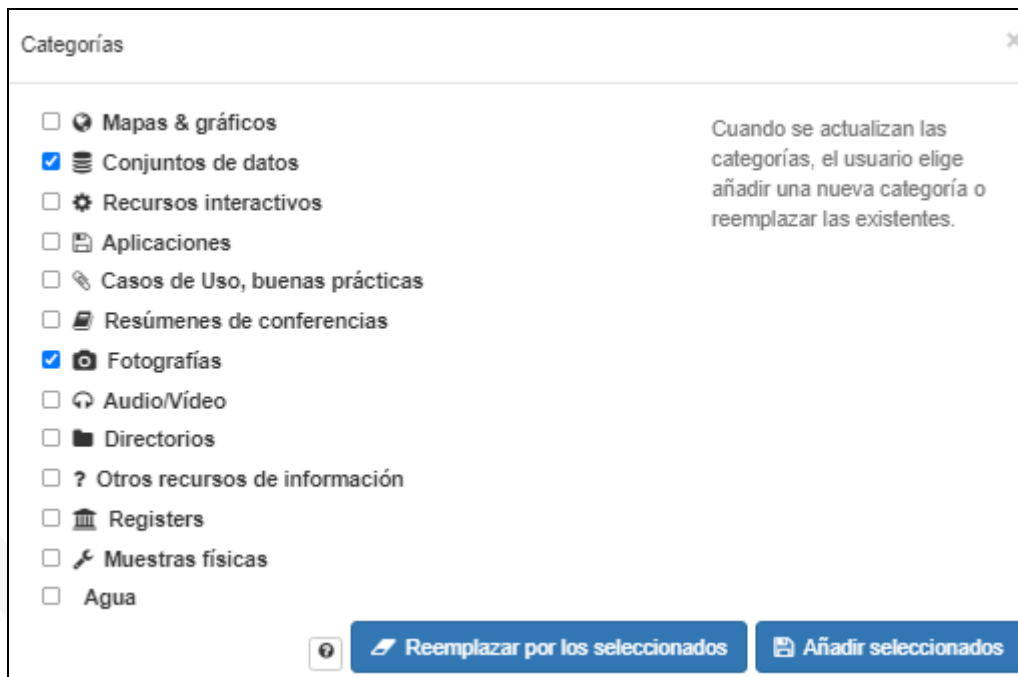 Categorías
Mapas & gráficos
Conjuntos de datos
Recursos interactivos
Aplicaciones
Casos de Uso, buenas prácticas
Resúmenes de conferencias
Fotografías
Audio/Vídeo
Directorios
? Otros recursos de información
Registers
Muestras físicas
Agua
Cuando se actualizan las
categorías, el usuario elige
añadir una nueva categoría o
reemplazar las existentes.
Reemplazar por los seleccionados
Añadir seleccionados